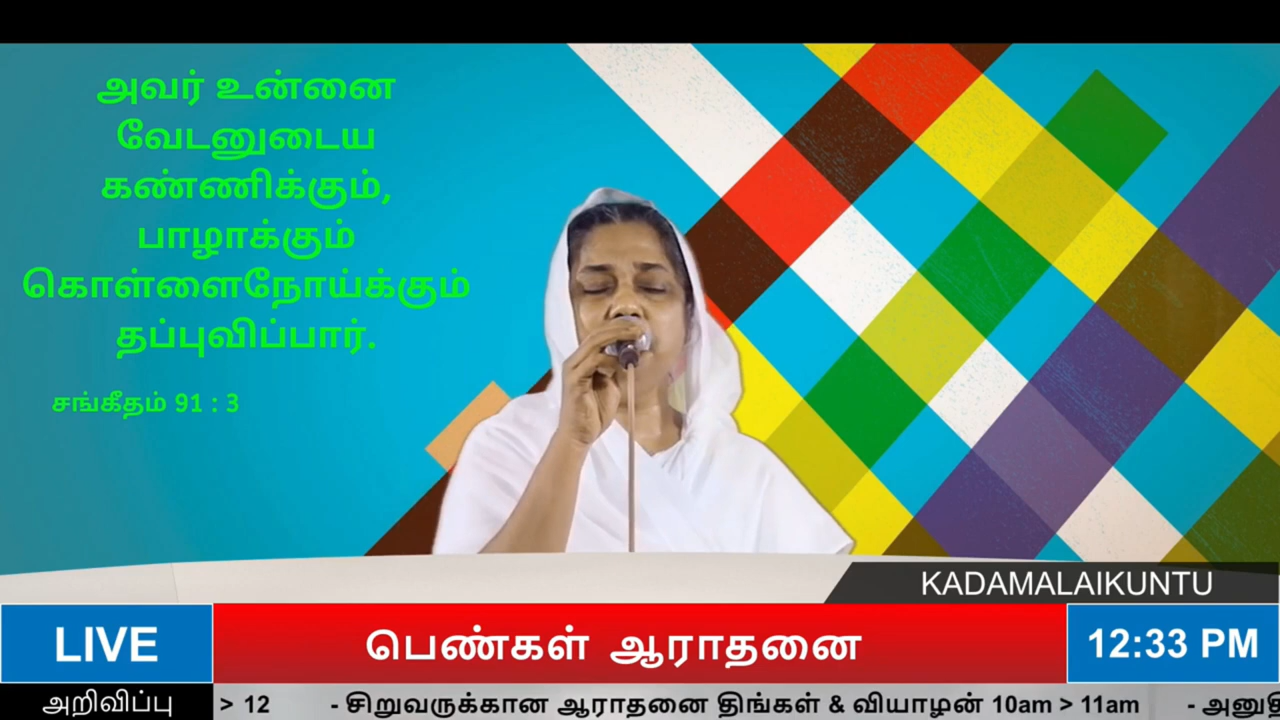 அவர் உன்னை
வேடனுடைய
கண்ணிக்கும்,
பாழாக்கும்
கொள்ளைநோய்க்கும்
தப்புவிப்பார்.
சங்கீதம் 91 : 3
KADAMALAIKUNTU
LIVE
பெண்கள் ஆராதனை
12:33 PM
அறிவிப்பு
> 12 - சிறுவருக்கான ஆராதனை திங்கள் & வியாழன் 10am > 11am -